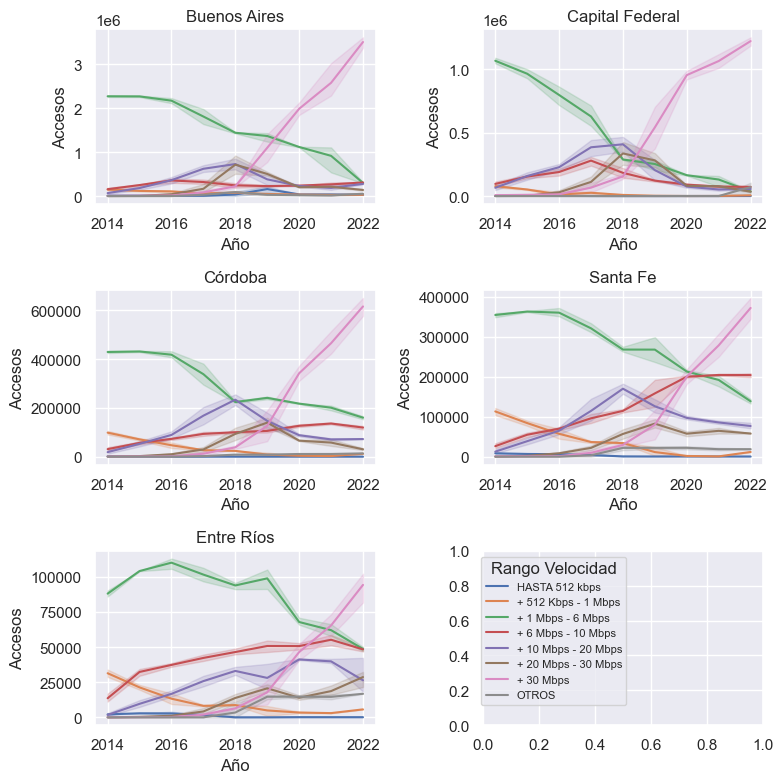 Buenos Aires
1e6
3
2
1
0
Accesos
2014 2016 2018 2020 2022
Año
Capital Federal
1e6
1.0
0.5
0.0
Accesos
2014 2016 2018 2020 2022
Año
Córdoba
600000
400000
200000
0
Accesos
2014 2016 2018 2020 2022
Año
Santa Fe
400000
300000
200000
100000
0
Accesos
2014 2016 2018 2020 2022
Año
Entre Ríos
100000
75000
50000
25000
0
Accesos
2014 2016 2018 2020 2022
Año
1.0
0.8
0.6
0.4
0.2
0.0
Rango Velocidad
HASTA 512 kbps
+ 512 Kbps - 1 Mbps
+ 1 Mbps - 6 Mbps
+ 6 Mbps - 10 Mbps
+ 10 Mbps - 20 Mbps
+ 20 Mbps - 30 Mbps
+ 30 Mbps
OTROS
0.0 0.2 0.4 0.6 0.8 1.0